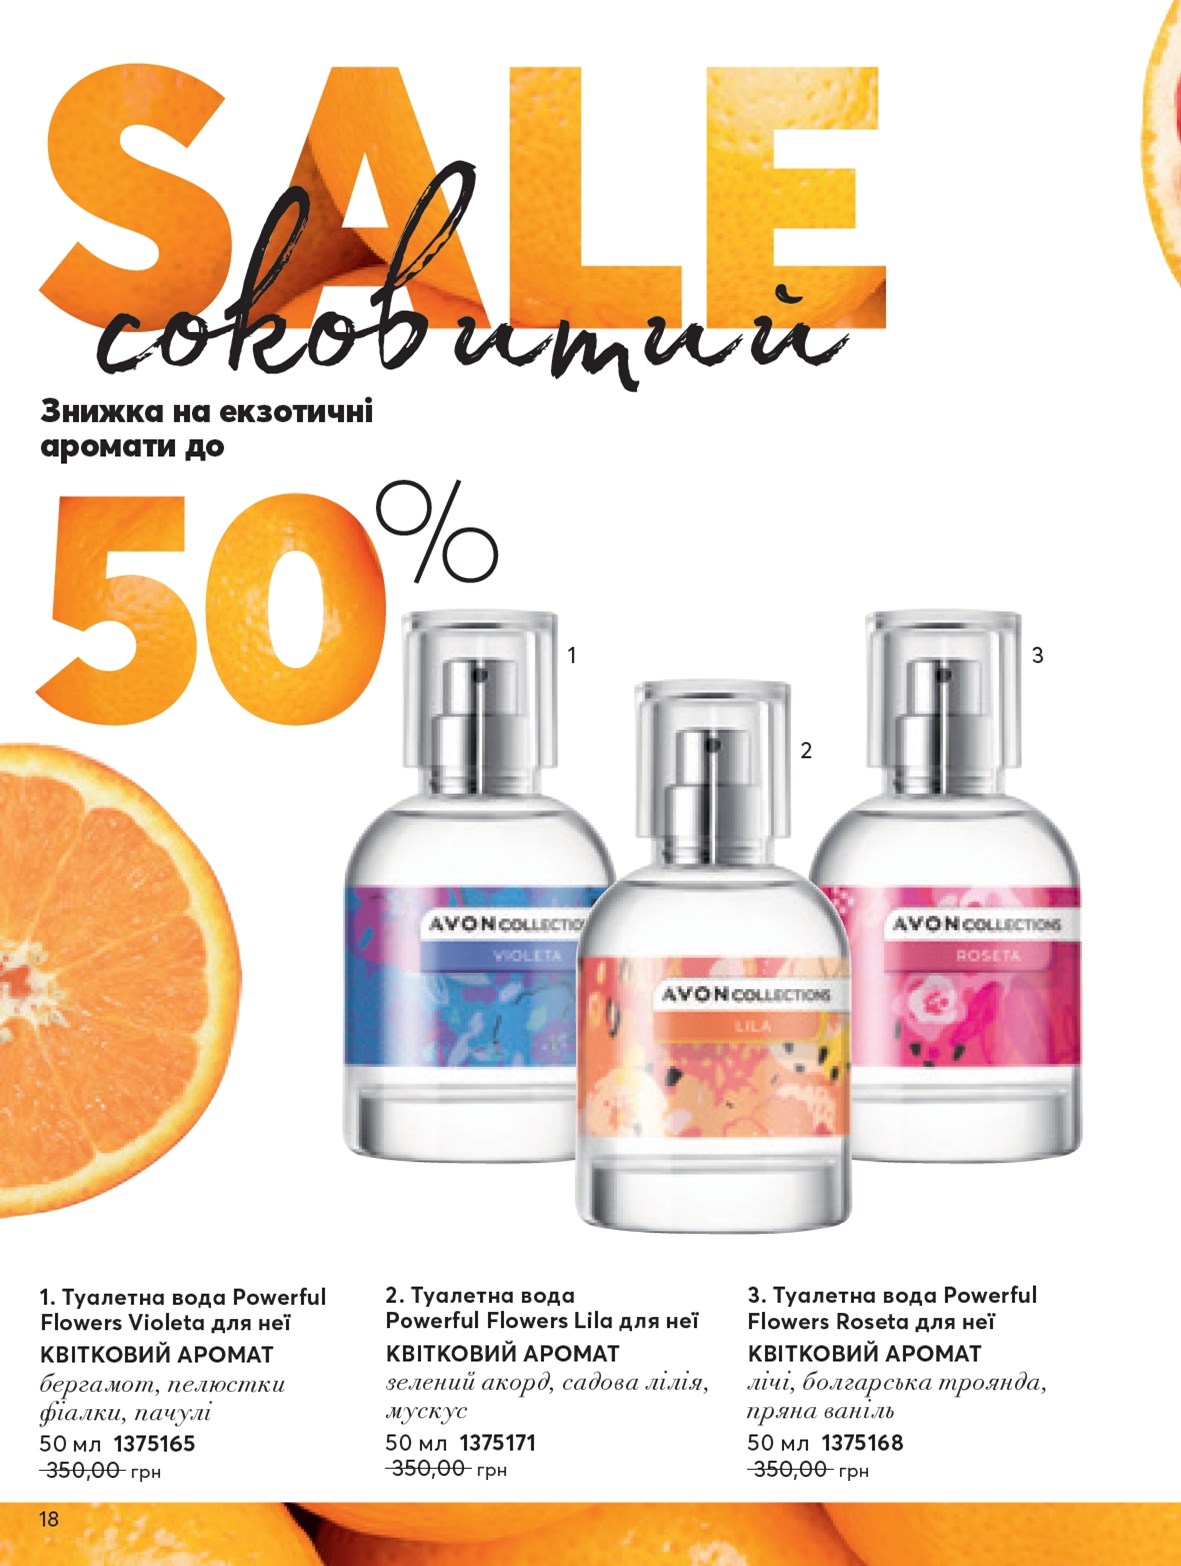 SALE
соковитий
Знижка на екзотичні
аромати до
50%
1
3
2
AVON COLLECTIO
VIOLETA
AVON COLLECTIONS
ROSETA
AVON COLLECTIONS
LILA
1. Туалетна вода Powerful
Flowers Violeta для неї
КВІТКОВИЙ АРОМАТ
бергамот, пелюстки
фіалки, пачулі
50 мл 1375165
350,00 грн
2. Туалетна вода
Powerful Flowers Lila для неї
КВІТКОВИЙ АРОМАТ
зелений акорд, садова лілія,
мускус
50 мл 1375171
350,00 грн
3. Туалетна вода Powerful
Flowers Roseta для неї
КВІТКОВИЙ АРОМАТ
лічі, болгарська троянда,
пряна ваніль
50 мл 1375168
350,00 грн
18